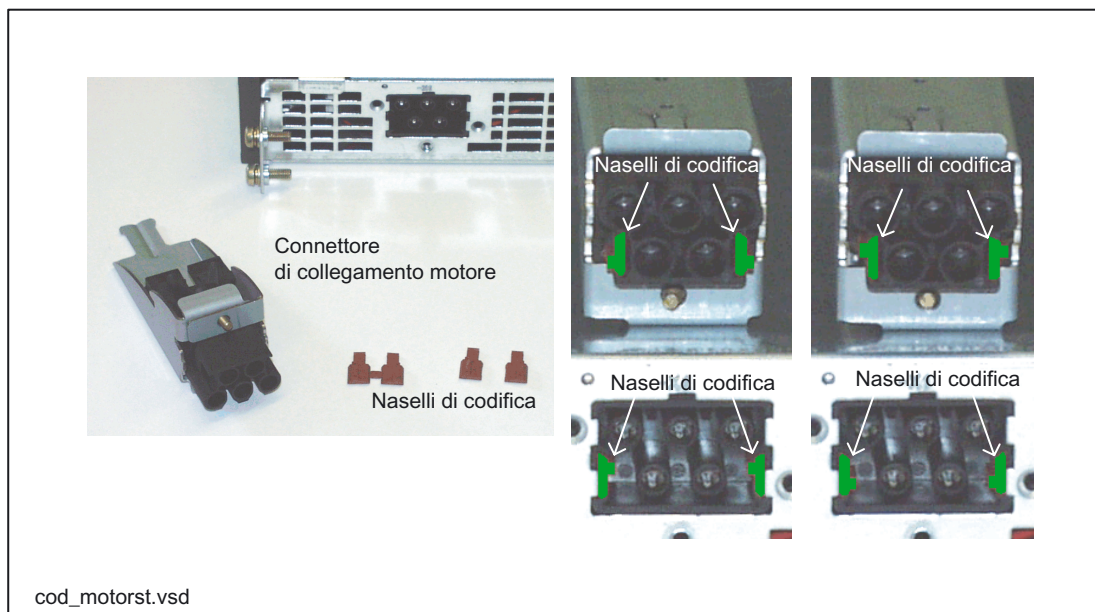 Connettore
di collegamento motore
Naselli di codifica
Naselli di codifica
Naselli di codifica
Naselli di codifica
Naselli di codifica
cod_motorst.vsd